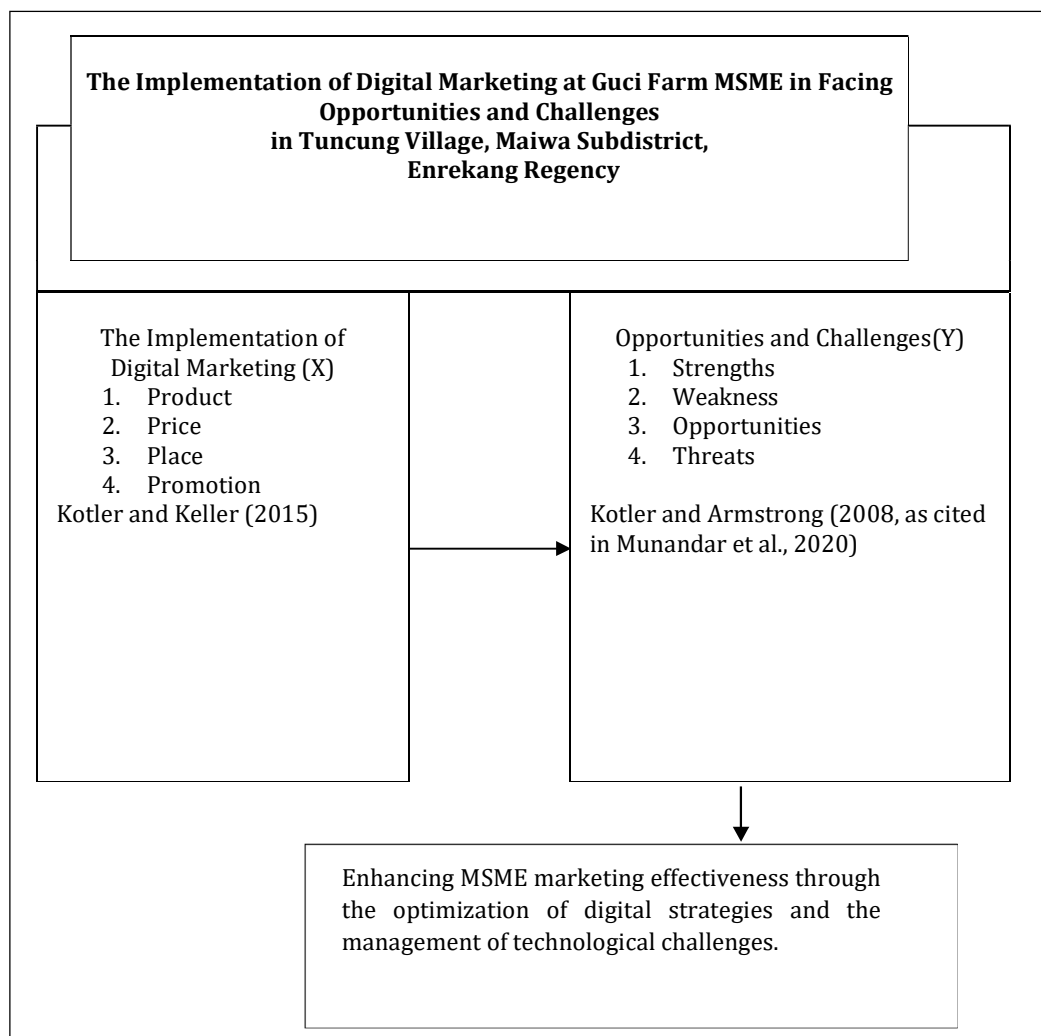 The Implementation of Digital Marketing at Guci Farm MSME in Facing
Opportunities and Challenges
in Tuncung Village, Maiwa Subdistrict,
Enrekang Regency
The Implementation of
Digital Marketing (X)
1. Product
2. Price
3. Place
4. Promotion
Kotler and Keller (2015)
Opportunities and Challenges(Y)
1. Strengths
2. Weakness
3. Opportunities
4. Threats
Kotler and Armstrong (2008, as cited
in Munandar et al., 2020)
Enhancing MSME marketing effectiveness through
the optimization of digital strategies and the
management of technological challenges.